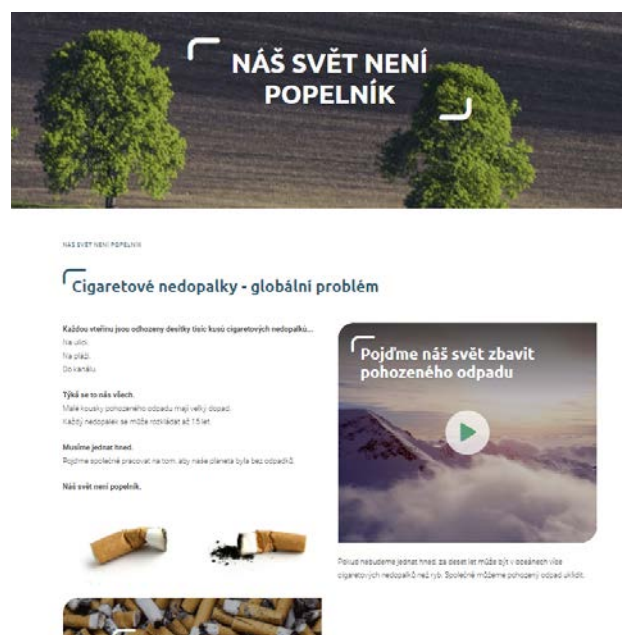 NÁŠ SVĚT NENÍ
POPELNÍK
NÁŠ SVĚT NENÍ POPELNÍK
Cigaretové nedopalky - globální problém
Každou vteřinu jsou odhozeny desítky tisíc kusů cigaretových nedopalků...
Na ulici.
Na pláži.
Do kanálu.
Týká se to nás všech.
Malé kousky pohozeného odpadu mají velký dopad.
Každý nedopalek se může rozkládat až 15 let.
Musíme jednat hned.
Pojďme společně pracovat na tom, aby naše planeta byla bez odpadků.
Náš svět není popelník.
Pojďme náš svět zbavit
pohozeného odpadu
Pokud nebudeme jednat hned, za deset let může být v oceánech více
cigaretových nedopalků než ryb. Společně můžeme pohozený odpad uklidit.